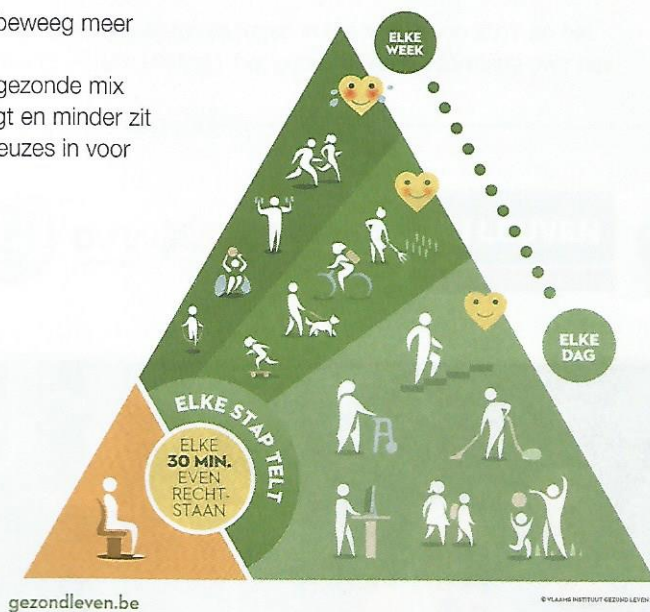 beweeg meer
gezonde mix
gt en minder zit
euzes in voor
ELKE
WEEK
ELKE
DAG
ELKE STAP TELT
ELKE
30 MIN.
EVEN
RECHT-
STAAN
gezondleven.be
© VLAAMS INSTITUUT GEZOND LEVEN